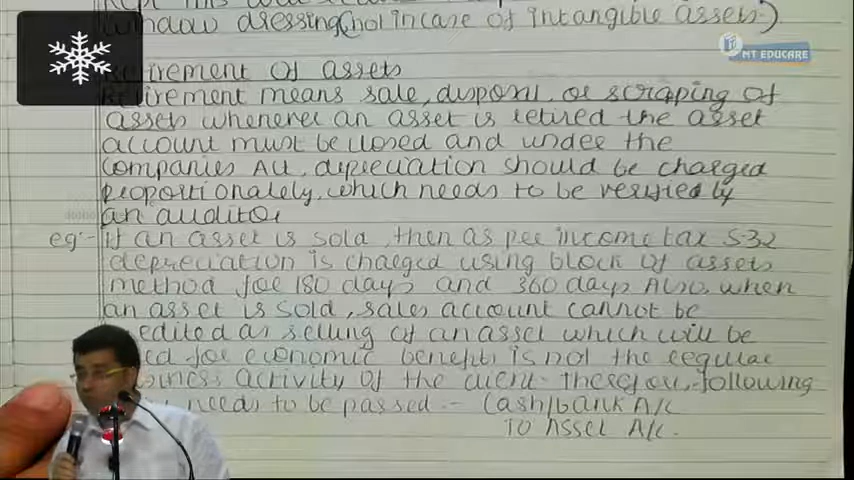 window dressing (not incase of intangible assets.)
MT EDUCARE
Retirement of assets
Retirement means sale, disposal, or scraping of
assets whenever an asset is retired the asset
account must be closed and under the
companies Act, depreciation should be charged
proportionately, which needs to be verified by
an auditor
eg:- If an asset is sold, then as per income tax S-32
depreciation is charged using block of assets
method for 180 days and 360 days Also, when
an asset is sold, sales account cannot be
edited as selling of an asset which will be
ed for economic benefits is not the regular
iness activity of the client. Therefore, following
needs to be passed :- Cash/bank A/c
To Asset A/c.